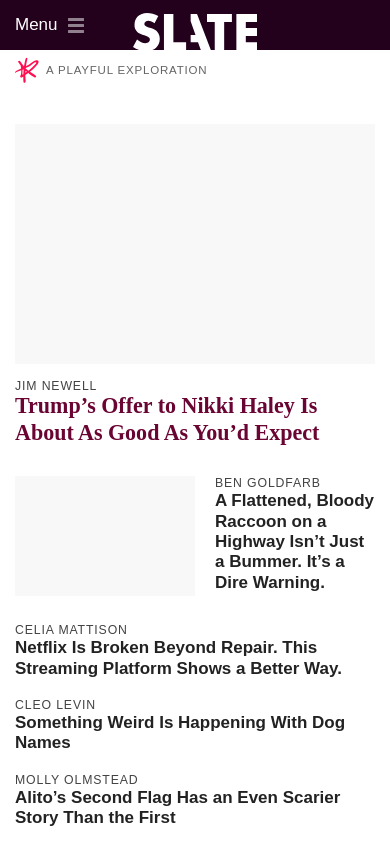 Menu
SLATE
A PLAYFUL EXPLORATION
JIM NEWELL
Trump’s Offer to Nikki Haley Is
About As Good As You’d Expect
BEN GOLDFARB
A Flattened, Bloody
Raccoon on a
Highway Isn’t Just
a Bummer. It’s a
Dire Warning.
CELIA MATTISON
Netflix Is Broken Beyond Repair. This
Streaming Platform Shows a Better Way.
CLEO LEVIN
Something Weird Is Happening With Dog
Names
MOLLY OLMSTEAD
Alito’s Second Flag Has an Even Scarier
Story Than the First